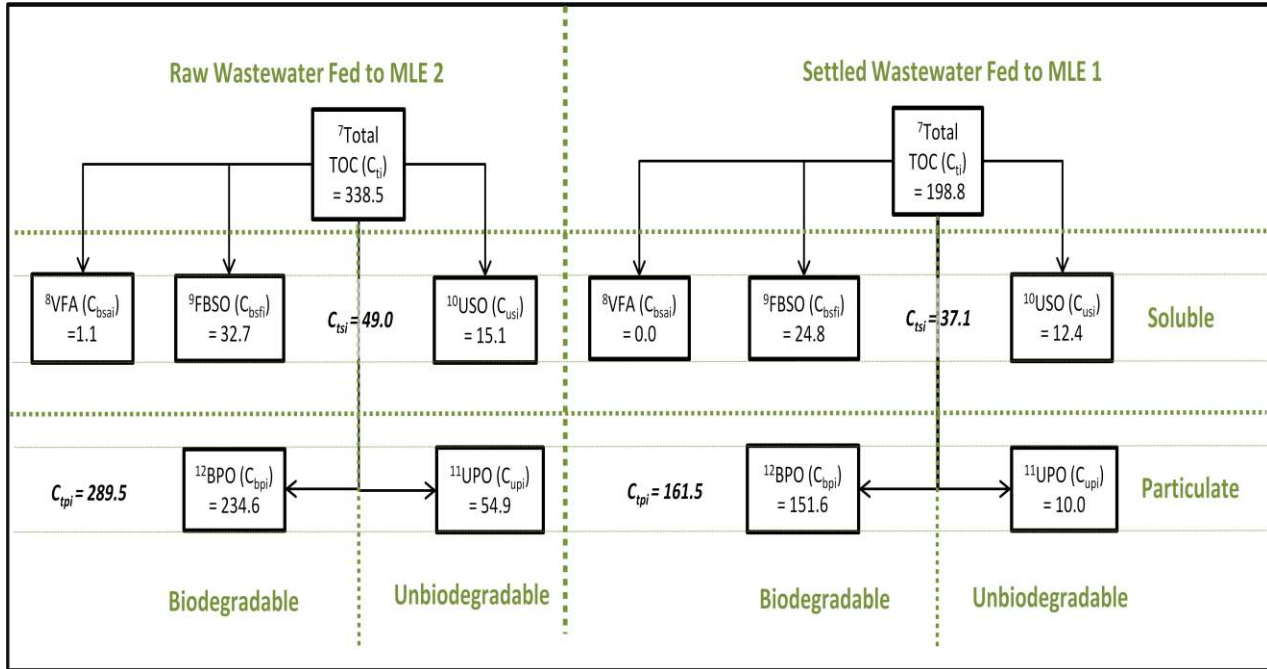 Raw Wastewater Fed to MLE 2
⁷Total
TOC (Cti)
= 338.5
⁸VFA (Cbsai)
=1.1
⁹FBSO (Cbsfi)
= 32.7
Ctsi = 49.0
¹⁰USO (Cusi)
= 15.1
Ctpi = 289.5
¹²BPO (Cbpi)
= 234.6
¹¹UPO (Cupi)
= 54.9
Biodegradable
Unbiodegradable
Settled Wastewater Fed to MLE 1
⁷Total
TOC (Cti)
= 198.8
⁸VFA (Cbsai)
= 0.0
⁹FBSO (Cbsfi)
= 24.8
Ctsi = 37.1
¹⁰USO (Cusi)
= 12.4
Soluble
Ctpi = 161.5
¹²BPO (Cbpi)
= 151.6
¹¹UPO (Cupi)
= 10.0
Particulate
Biodegradable
Unbiodegradable